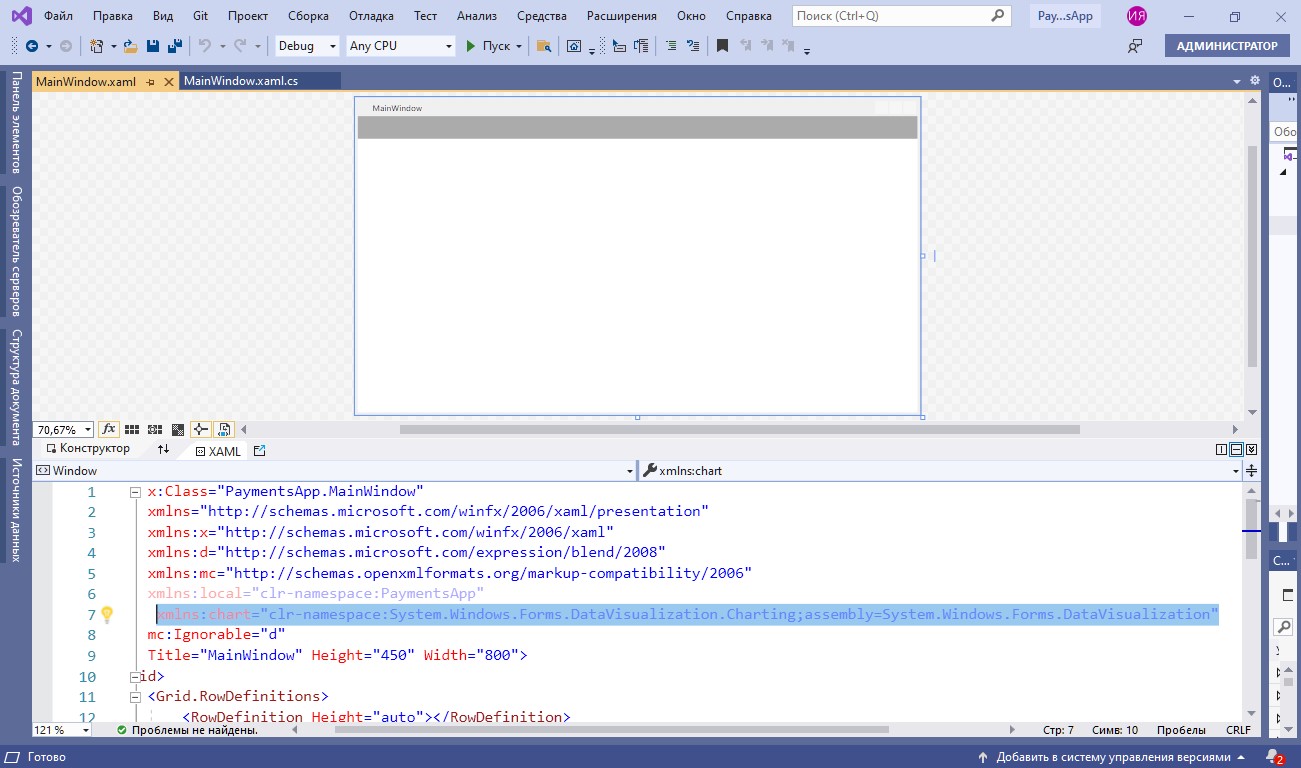 Файл Правка Вид Git Проект Сборка Отладка Тест Анализ Средства Расширения Окно Справка Поиск (Ctrl+Q) Pay...sApp ИЯ
Debug Any CPU Пуск АДМИНИСТРАТОР
MainWindow.xaml MainWindow.xaml.cs О...
Панель элементов
Обозреватель серверов
Структура документа
Источники данных
MainWindow
Обо
70,67% fx
Конструктор XAML
Window xmlns:chart
1 x:Class="PaymentsApp.MainWindow"
2 xmlns="http://schemas.microsoft.com/winfx/2006/xaml/presentation"
3 xmlns:x="http://schemas.microsoft.com/winfx/2006/xaml"
4 xmlns:d="http://schemas.microsoft.com/expression/blend/2008"
5 xmlns:mc="http://schemas.openxmlformats.org/markup-compatibility/2006"
6 xmlns:local="clr-namespace:PaymentsApp"
7 xmlns:chart="clr-namespace:System.Windows.Forms.DataVisualization.Charting;assembly=System.Windows.Forms.DataVisualization"
8 mc:Ignorable="d"
9 Title="MainWindow" Height="450" Width="800">
10 id>
11 <Grid.RowDefinitions>
12 <RowDefinition Height="auto"></RowDefinition>
С...
121 % Проблемы не найдены. Стр: 7 Симв: 10 Пробелы CRLF
Готово Добавить в систему управления версиями 2